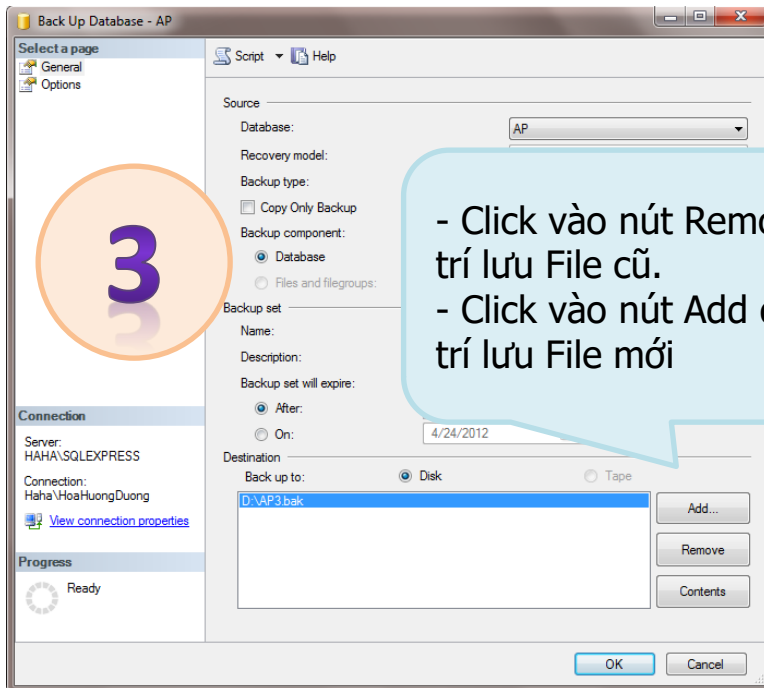 Back Up Database - AP
Select a page
General
Options
Script Help
Source
Database: AP
Recovery model:
Backup type:
Copy Only Backup
Backup component:
Database
Files and filegroups:
Backup set
Name:
Description:
Backup set will expire:
After:
On: 4/24/2012
Destination
Back up to: Disk Tape
D:\AP3.bak
Add...
Remove
Contents
3
- Click vào nút Remo
trí lưu File cũ.
- Click vào nút Add
trí lưu File mới
Connection
Server:
HAHA\SQLEXPRESS
Connection:
Haha\HoaHuongDuong
View connection properties
Progress
Ready
OK Cancel